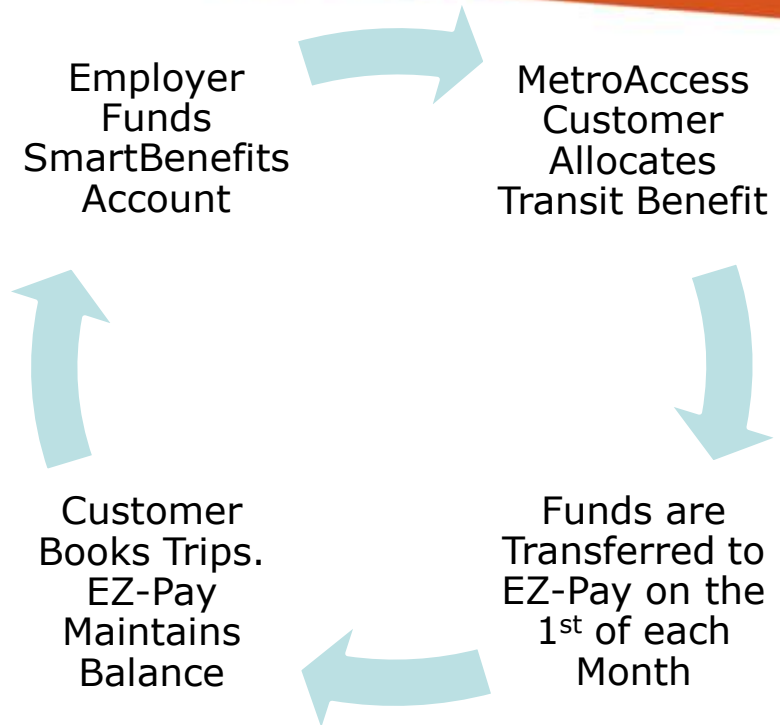 Employer
Funds
SmartBenefits
Account
MetroAccess
Customer
Allocates
Transit Benefit
Funds are
Transferred to
EZ-Pay on the
1st of each
Month
Customer
Books Trips.
EZ-Pay
Maintains
Balance